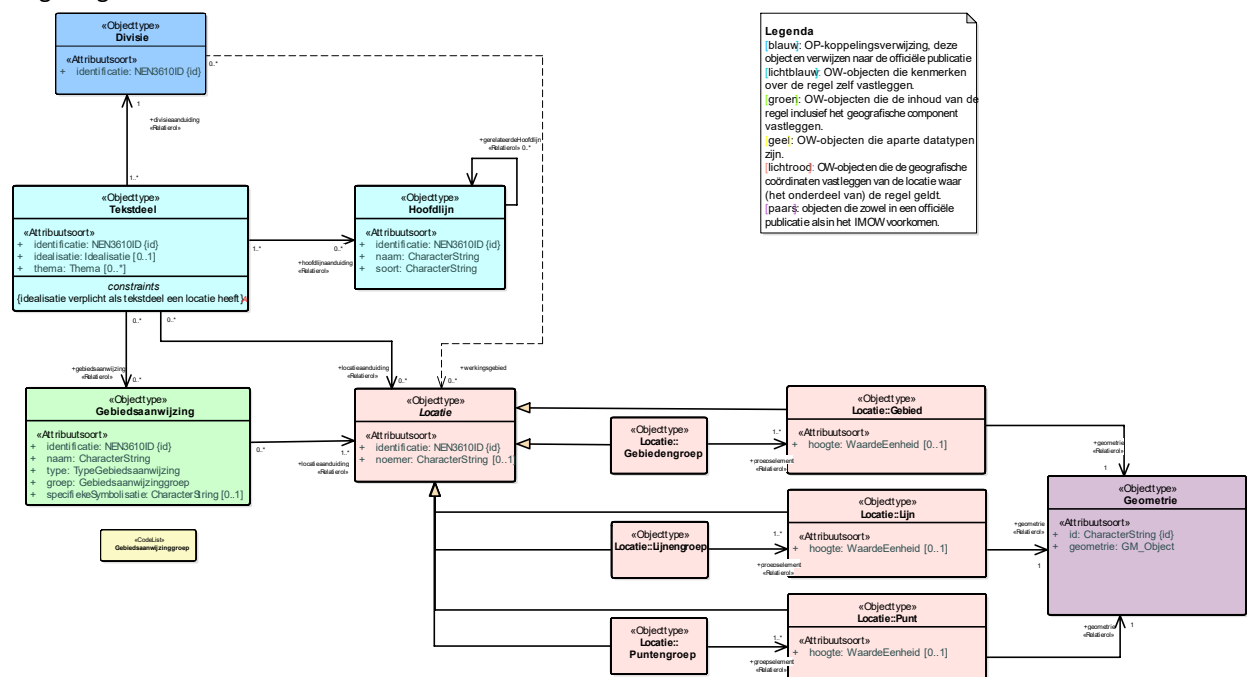 «Objecttype»
Divisie
«Attribuutsoort»
+ identificatie: NEN3610ID {id}
0..*
1
+divisieaanduiding
«Relatierol»
1..*
«Objecttype»
Tekstdeel
«Attribuutsoort»
+ identificatie: NEN3610ID {id}
+ idealisatie: Idealisatie [0..1]
+ thema: Thema [0..*]
constraints
{idealisatie verplicht als tekstdeel een locatie heeft}
1..*
0..*
+hoofdlijnaanduiding
«Relatierol»
+gerelateerdeHoofdlijn
«Relatierol» 0..*
«Objecttype»
Hoofdlijn
«Attribuutsoort»
+ identificatie: NEN3610ID {id}
+ naam: CharacterString
+ soort: CharacterString
Legenda
[blauw]: OP-koppelingsverwijzing, deze
objecten verwijzen naar de officiële publicatie
[lichtblauw]: OW-objecten die kenmerken
over de regel zelf vastleggen.
[groen]: OW-objecten die de inhoud van de
regel inclusief het geografische component
vastleggen.
[geel]: OW-objecten die aparte datatypen
zijn.
[lichtrood]: OW-objecten die de geografische
coördinaten vastleggen van de locatie waar
(het onderdeel van) de regel geldt.
[paars]: objecten die zowel in een officiële
publicatie als in het IMOW voorkomen.
0..*
0..*
+gebiedsaanwijzing
«Relatierol»
0..*
+locatieaanduiding
«Relatierol»
0..*
+werkingsgebied
0..*
«Objecttype»
Gebiedsaanwijzing
«Attribuutsoort»
+ identificatie: NEN3610ID {id}
+ naam: CharacterString
+ type: TypeGebiedsaanwijzing
+ groep: Gebiedsaanwijzinggroep
+ specifiekeSymbolisatie: CharacterString [0..1]
0..*
1..*
+locatieaanduiding
«Relatierol»
«Objecttype»
Locatie
«Attribuutsoort»
+ identificatie: NEN3610ID {id}
+ noemer: CharacterString [0..1]
«Objecttype»
Locatie::
Gebiedengroep
1..*
+groepselement
«Relatierol»
«Objecttype»
Locatie::Gebied
«Attribuutsoort»
+ hoogte: WaardeEenheid [0..1]
+geometrie
«Relatierol»
1
«CodeList»
Gebiedsaanwijzinggroep
«Objecttype»
Locatie::Lijnengroep
1..*
+groepselement
«Relatierol»
«Objecttype»
Locatie::Lijn
«Attribuutsoort»
+ hoogte: WaardeEenheid [0..1]
+geometrie
«Relatierol»
1
«Objecttype»
Geometrie
«Attribuutsoort»
+ id: CharacterString {id}
+ geometrie: GM_Object
«Objecttype»
Locatie::
Puntengroep
1..*
+groepselement
«Relatierol»
«Objecttype»
Locatie::Punt
«Attribuutsoort»
+ hoogte: WaardeEenheid [0..1]
+geometrie
«Relatierol»
1